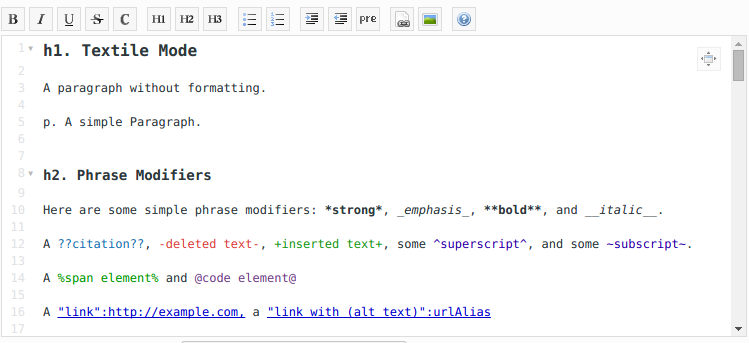 B I U S C H1 H2 H3 pre
1 h1. Textile Mode
2
3 A paragraph without formatting.
4
5 p. A simple Paragraph.
6
7
8 h2. Phrase Modifiers
9
10 Here are some simple phrase modifiers: *strong*, _emphasis_, **bold**, and __italic__.
11
12 A ??citation??, -deleted text-, +inserted text+, some ^superscript^, and some ~subscript~.
13
14 A %span element% and @code element@
15
16 A "link":http://example.com, a "link with (alt text)":urlAlias
17